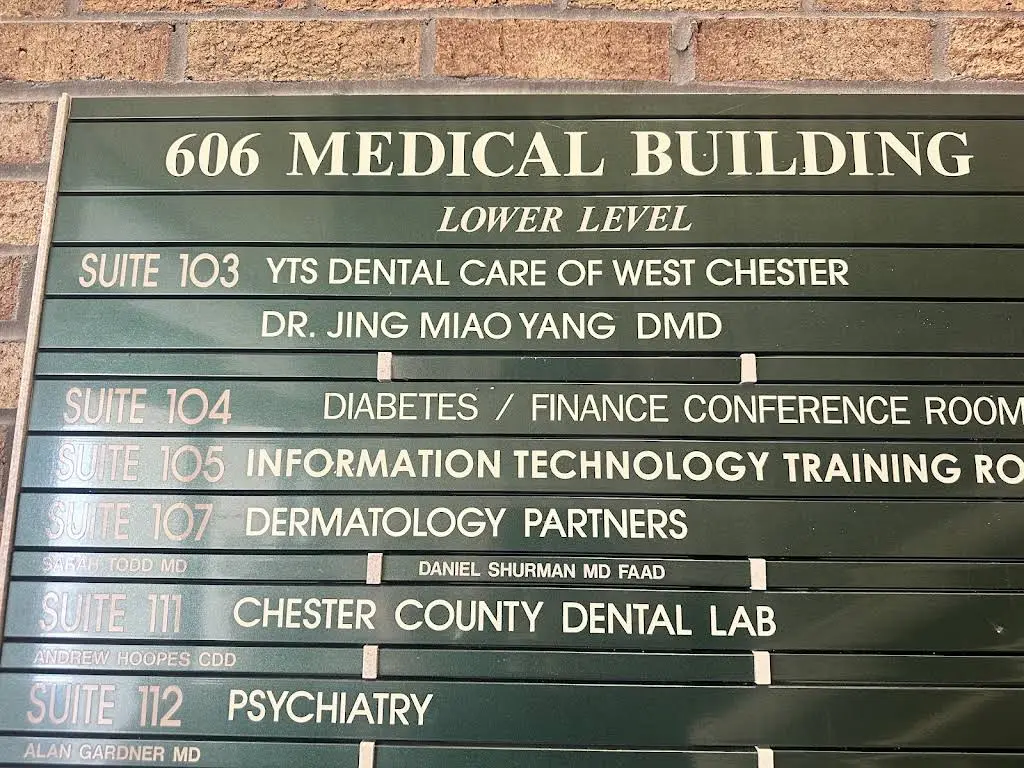 606 MEDICAL BUILDING
LOWER LEVEL
SUITE 103 YTS DENTAL CARE OF WEST CHESTER
DR. JING MIAO YANG DMD
SUITE 104 DIABETES / FINANCE CONFERENCE ROOM
SUITE 105 INFORMATION TECHNOLOGY TRAINING RO
SUITE 107 DERMATOLOGY PARTNERS
SARAH TODD MD DANIEL SHURMAN MD FAAD
SUITE 111 CHESTER COUNTY DENTAL LAB
ANDREW HOOPES CDD
SUITE 112 PSYCHIATRY
ALAN GARDNER MD